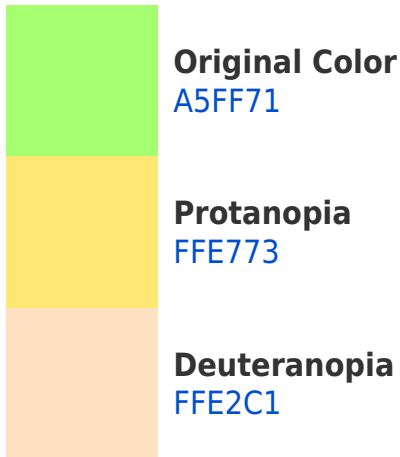 Original Color
A5FF71
Protanopia
FFE773
Deuteranopia
FFE2C1